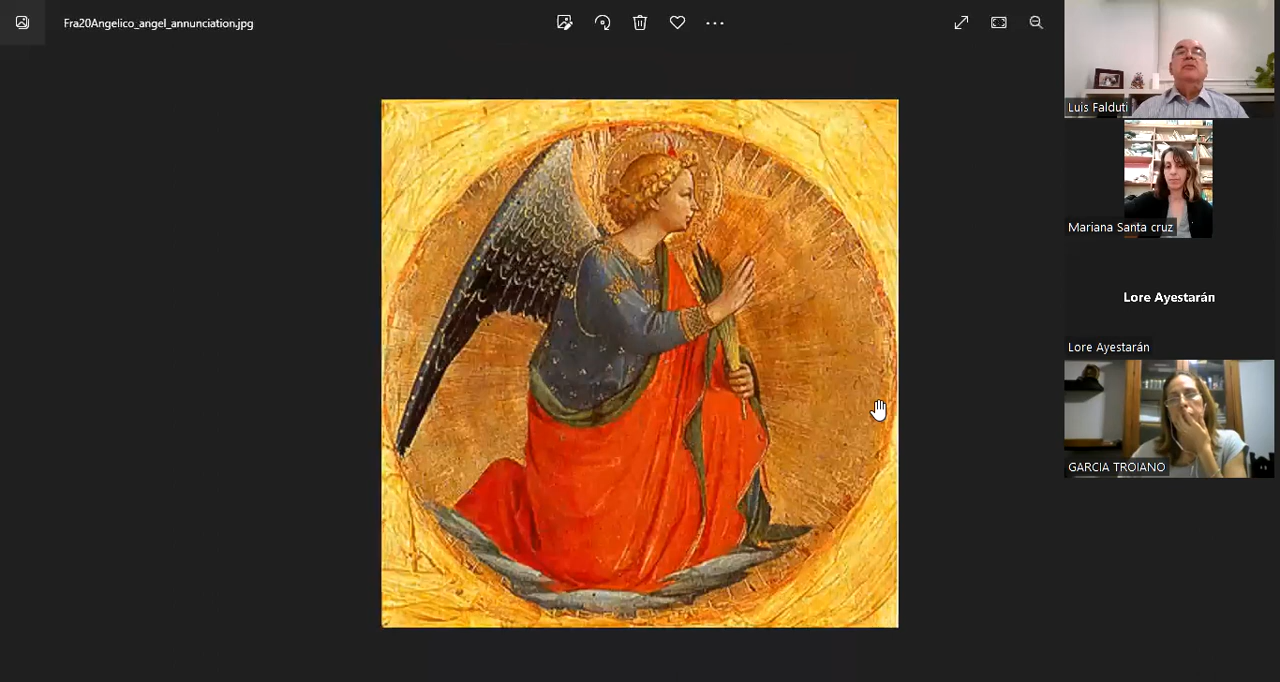 Fra20Angelico_angel_annunciation.jpg
Luis Falduti
Mariana Santa cruz
Lore Ayestarán
Lore Ayestarán
GARCIA TROIANO